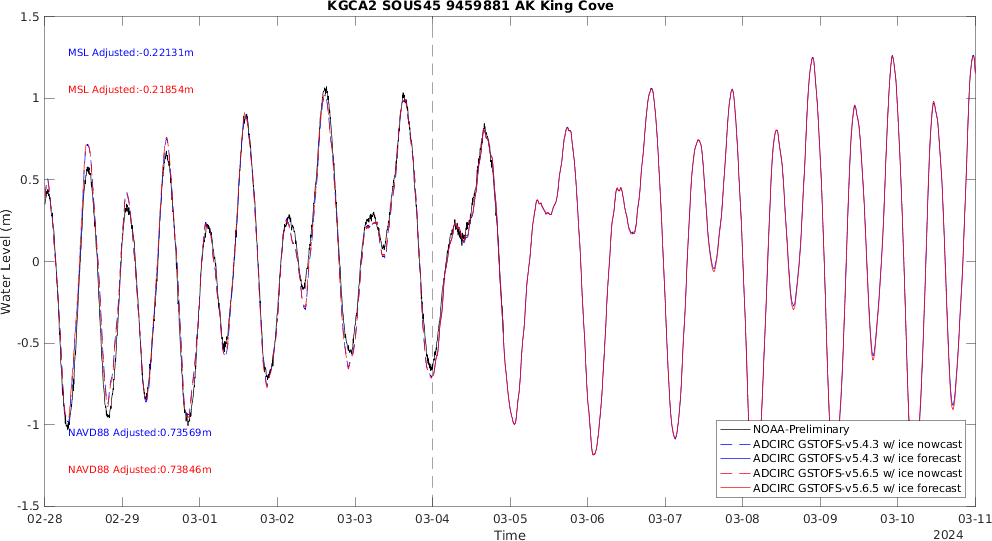 KGCA2 SOUS45 9459881 AK King Cove
1.5
1
0.5
0
-0.5
-1
-1.5
Water Level (m)
MSL Adjusted:-0.22131m
MSL Adjusted:-0.21854m
NAVD88 Adjusted:0.73569m
NAVD88 Adjusted:0.73846m
NOAA-Preliminary
ADCIRC GSTOFS-v5.4.3 w/ ice nowcast
ADCIRC GSTOFS-v5.4.3 w/ ice forecast
ADCIRC GSTOFS-v5.6.5 w/ ice nowcast
ADCIRC GSTOFS-v5.6.5 w/ ice forecast
02-28 02-29 03-01 03-02 03-03 03-04 03-05 03-06 03-07 03-08 03-09 03-10 03-11
Time
2024